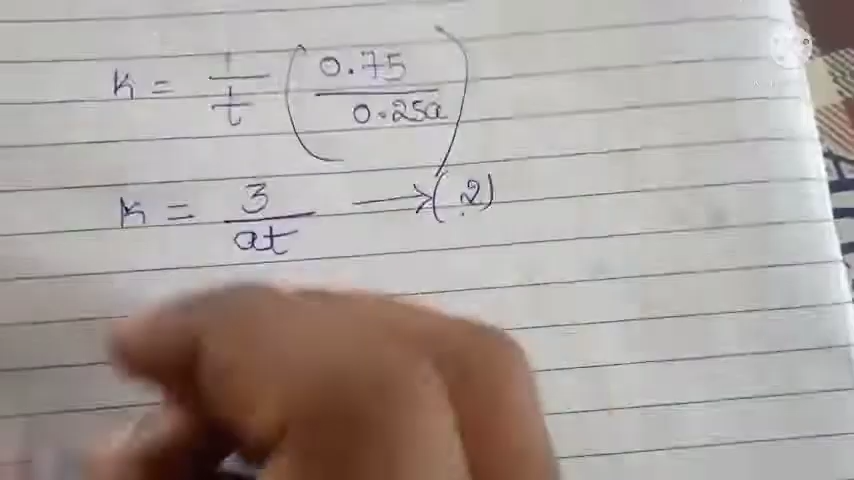 K = 1/t (0.75/0.25a)
K = 3/at → (2)